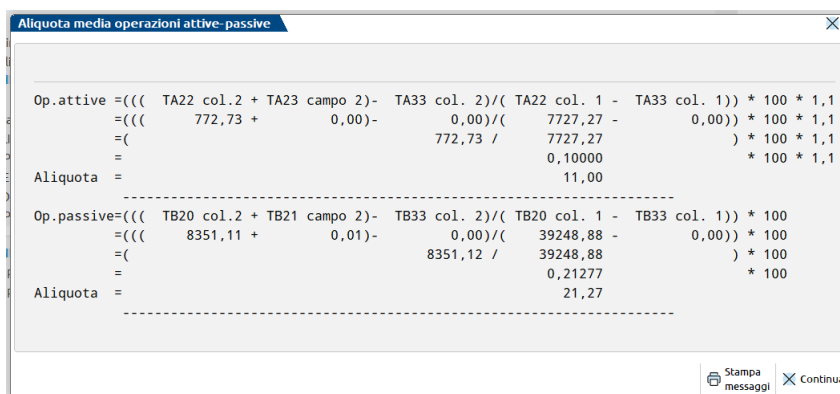 Aliquota media operazioni attive-passive
Op.attive =((( TA22 col.2 + TA23 campo 2)- TA33 col. 2)/( TA22 col. 1 - TA33 col. 1)) * 100 * 1,1
=((( 772,73 + 0,00)- 0,00)/( 7727,27 - 0,00)) * 100 * 1,1
=( 772,73 / 7727,27 ) * 100 * 1,1
= 0,10000 * 100 * 1,1
Aliquota = 11,00
---------------------------------------------------------------------
Op.passive=((( TB20 col.2 + TB21 campo 2)- TB33 col. 2)/( TB20 col. 1 - TB33 col. 1)) * 100
=((( 8351,11 + 0,01)- 0,00)/( 39248,88 - 0,00)) * 100
=( 8351,12 / 39248,88 ) * 100
= 0,21277 * 100
Aliquota = 21,27
---------------------------------------------------------------------
Stampa
messaggi
Continua